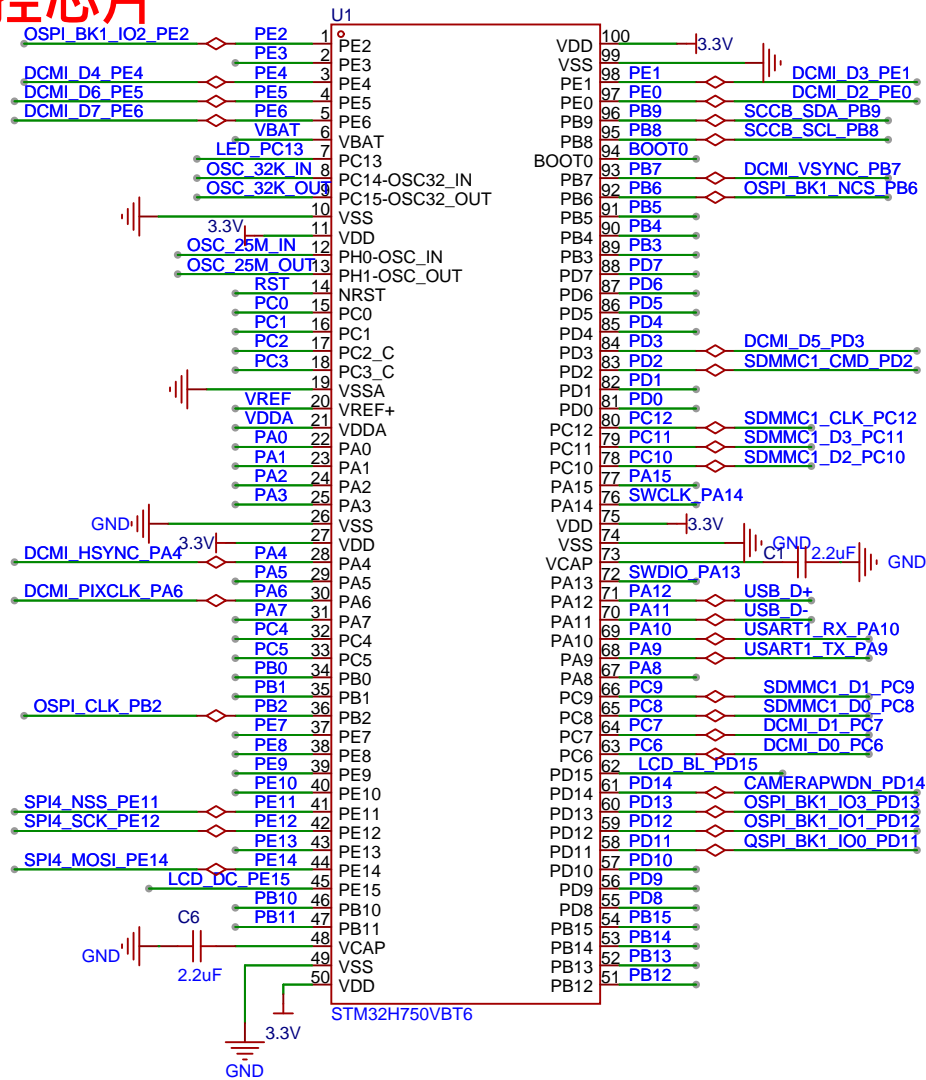 控芯片
U1
OSPI_BK1_IO2_PE2 PE2 1 PE2
PE3 2 PE3
DCMI_D4_PE4 PE4 3 PE4
DCMI_D6_PE5 PE5 4 PE5
DCMI_D7_PE6 PE6 5 PE6
VBAT 6 VBAT
LED_PC13 7 PC13
OSC_32K_IN 8 PC14-OSC32_IN
OSC_32K_OUT 9 PC15-OSC32_OUT
10 VSS
3.3V 11 VDD
OSC_25M_IN 12 PH0-OSC_IN
OSC_25M_OUT 13 PH1-OSC_OUT
RST 14 NRST
PC0 15 PC0
PC1 16 PC1
PC2 17 PC2_C
PC3 18 PC3_C
19 VSSA
VREF 20 VREF+
VDDA 21 VDDA
PA0 22 PA0
PA1 23 PA1
PA2 24 PA2
PA3 25 PA3
GND 26 VSS
3.3V 27 VDD
DCMI_HSYNC_PA4 PA4 28 PA4
PA5 29 PA5
DCMI_PIXCLK_PA6 PA6 30 PA6
PA7 31 PA7
PC4 32 PC4
PC5 33 PC5
PB0 34 PB0
PB1 35 PB1
OSPI_CLK_PB2 PB2 36 PB2
PE7 37 PE7
PE8 38 PE8
PE9 39 PE9
PE10 40 PE10
SPI4_NSS_PE11 PE11 41 PE11
SPI4_SCK_PE12 PE12 42 PE12
PE13 43 PE13
SPI4_MOSI_PE14 PE14 44 PE14
LCD_DC_PE15 45 PE15
PB10 46 PB10
PB11 47 PB11
C6
GND 48 VCAP
2.2uF
49 VSS
50 VDD
3.3V
GND
VDD 100 3.3V
VSS 99
PE1 98 PE1 DCMI_D3_PE1
PE0 97 PE0 DCMI_D2_PE0
PB9 96 PB9 SCCB_SDA_PB9
PB8 95 PB8 SCCB_SCL_PB8
BOOT0 94 BOOT0
PB7 93 PB7 DCMI_VSYNC_PB7
PB6 92 PB6 OSPI_BK1_NCS_PB6
PB5 91 PB5
PB4 90 PB4
PB3 89 PB3
PD7 88 PD7
PD6 87 PD6
PD5 86 PD5
PD4 85 PD4
PD3 84 PD3 DCMI_D5_PD3
PD2 83 PD2 SDMMC1_CMD_PD2
PD1 82 PD1
PD0 81 PD0
PC12 80 PC12 SDMMC1_CLK_PC12
PC11 79 PC11 SDMMC1_D3_PC11
PC10 78 PC10 SDMMC1_D2_PC10
PA15 77 PA15
PA14 76 SWCLK_PA14
VDD 75 3.3V
VSS 74 GND
VCAP 73 C1 2.2uF GND
PA13 72 SWDIO_PA13
PA12 71 PA12 USB_D+
PA11 70 PA11 USB_D-
PA10 69 PA10 USART1_RX_PA10
PA9 68 PA9 USART1_TX_PA9
PA8 67 PA8
PC9 66 PC9 SDMMC1_D1_PC9
PC8 65 PC8 SDMMC1_D0_PC8
PC7 64 PC7 DCMI_D1_PC7
PC6 63 PC6 DCMI_D0_PC6
PD15 62 LCD_BL_PD15
PD14 61 PD14 CAMERAPWDN_PD14
PD13 60 PD13 OSPI_BK1_IO3_PD13
PD12 59 PD12 OSPI_BK1_IO1_PD12
PD11 58 PD11 QSPI_BK1_IO0_PD11
PD10 57 PD10
PD9 56 PD9
PD8 55 PD8
PB15 54 PB15
PB14 53 PB14
PB13 52 PB13
PB12 51 PB12
STM32H750VBT6